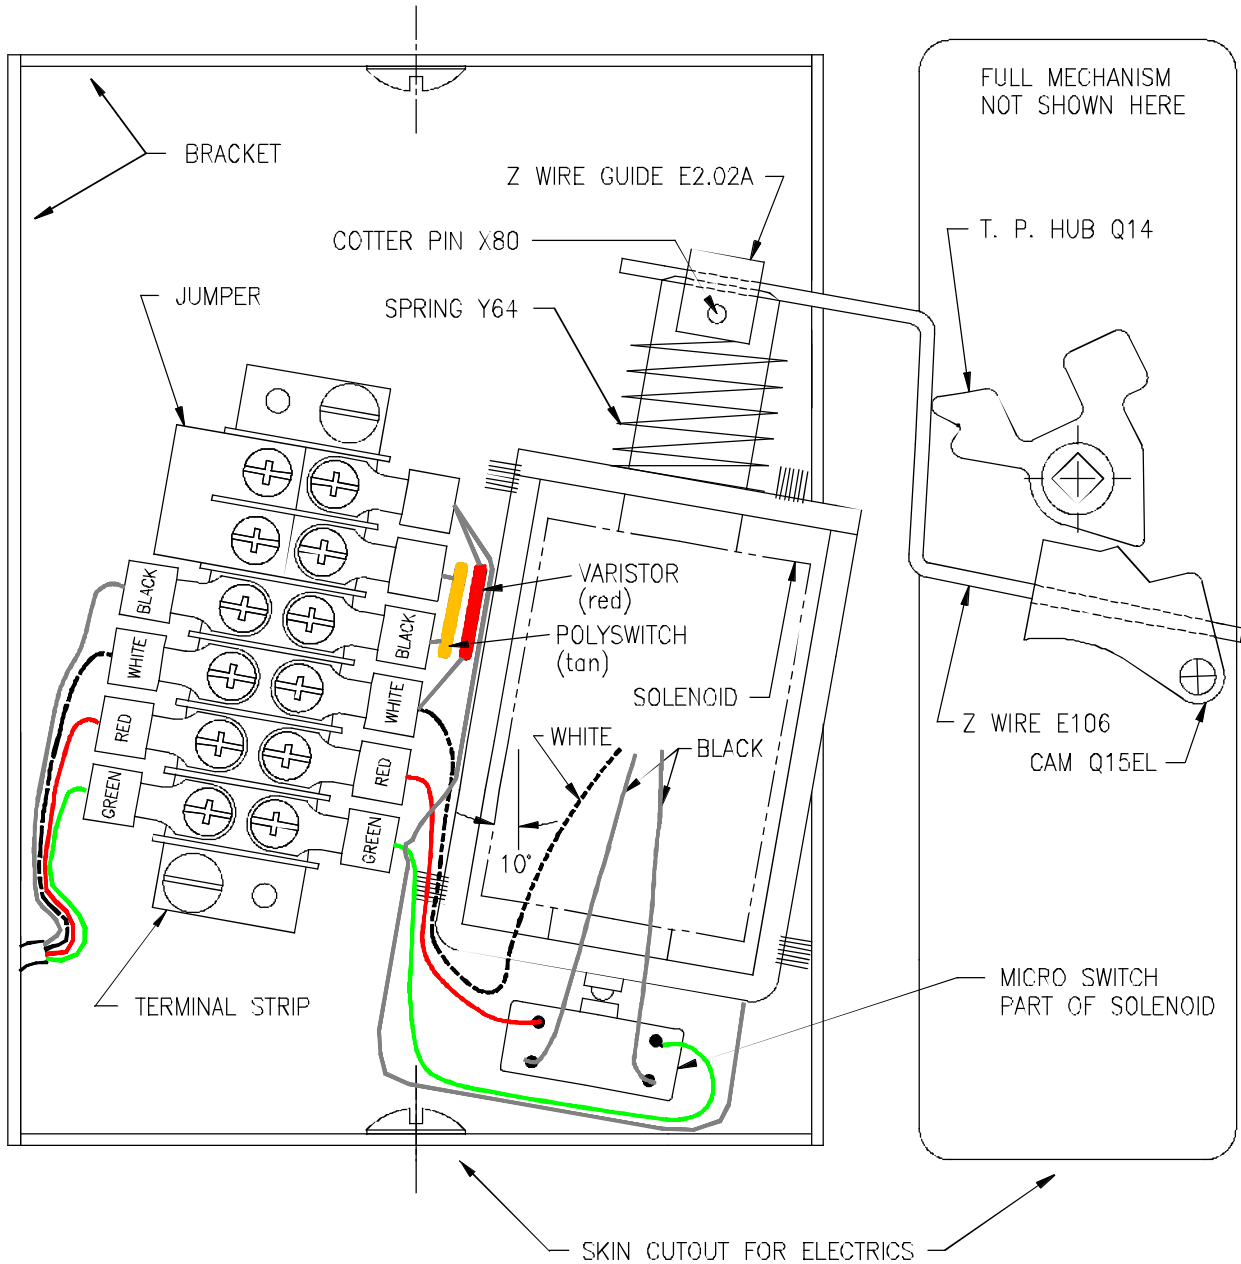 FULL MECHANISM
NOT SHOWN HERE
BRACKET
Z WIRE GUIDE E2.02A
COTTER PIN X80
T. P. HUB Q14
JUMPER
SPRING Y64
VARISTOR
(red)
POLYSWITCH
(tan)
BLACK
BLACK
WHITE
WHITE
RED
RED
GREEN
GREEN
SOLENOID
WHITE
BLACK
Z WIRE E106
CAM Q15EL
10°
TERMINAL STRIP
MICRO SWITCH
PART OF SOLENOID
SKIN CUTOUT FOR ELECTRICS